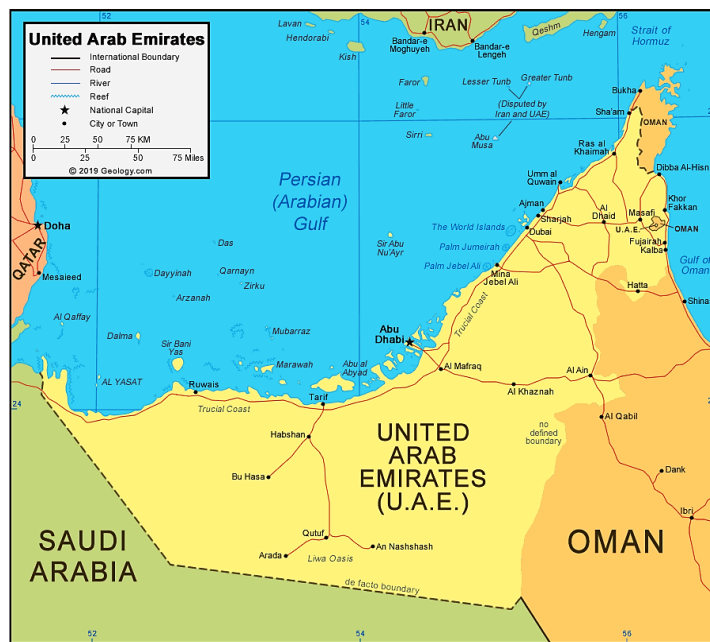 52
54
56
United Arab Emirates
International Boundary
Road
River
Reef
National Capital
City or Town
0 25 50 75 KM
0 25 50 75 Miles
© 2019 Geology.com
Lavan
Hendorabi
Kish
Bandar-e
Moghuyeh
IRAN
Bandar-e
Lengeh
Qeshm
Hengam
Strait of
Hormuz
Faror
Lesser Tunb
Greater Tunb
(Disputed by
Iran and UAE)
Little
Faror
Sirri
Abu
Musa
Bukha
Sha'am
OMAN
Ras al
Khaimah
Dibba Al-Hisn
Persian
(Arabian)
Gulf
Umm al
Quwain
Ajman
Sharjah
Dubai
Al
Dhaid
Masafi
Khor
Fakkan
U.A.E.
OMAN
Fujairah
Kalba
Gulf of
Oman
The World Islands
Palm Jumeirah
Palm Jebel Ali
Mina
Jebel Ali
Hatta
Shina
Doha
QATAR
Mesaieed
Das
Sir Abu
Nu'Ayr
Dayyinah
Qarnayn
Zirku
Arzanah
Al Qaffay
Dalma
Sir Bani
Yas
Mubarraz
Marawah
Abu al
Abyad
Abu
Dhabi
Trucial Coast
AL YASAT
Ruwais
Trucial Coast
Tarif
Al Mafraq
Al Khaznah
Al Ain
24
Habshan
Bu Hasa
UNITED
ARAB
EMIRATES
(U.A.E.)
no
defined
boundary
Al Qabil
Dank
Ibri
Qutuf
Arada
Liwa Oasis
An Nashshash
SAUDI
ARABIA
OMAN
de facto boundary
52
54
56